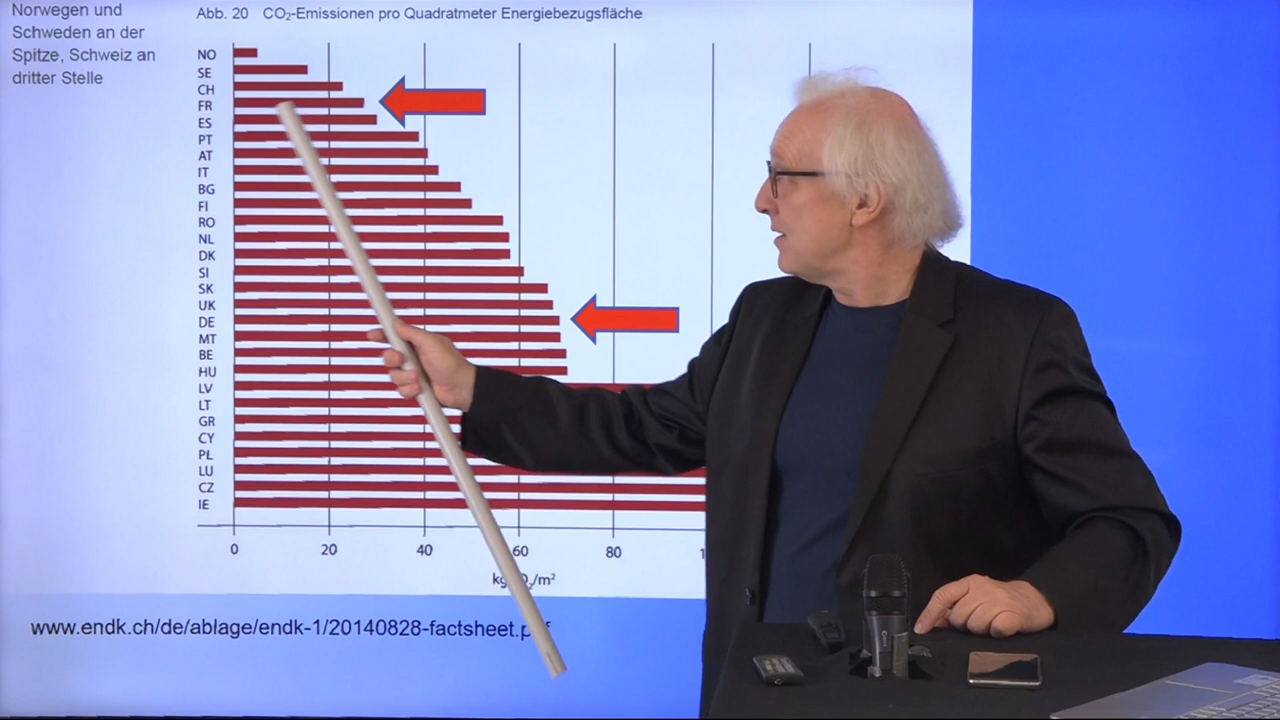 Norwegen und
Schweden an der
Spitze, Schweiz an
dritter Stelle
Abb. 20 CO₂-Emissionen pro Quadratmeter Energiebezugsfläche
NO
SE
CH
FR
ES
PT
AT
IT
BG
FI
RO
NL
DK
SI
SK
UK
DE
MT
BE
HU
LV
LT
GR
CY
PL
LU
CZ
IE
0 20 40 60 80
www.endk.ch/de/ablage/endk-1/20140828-factsheet.